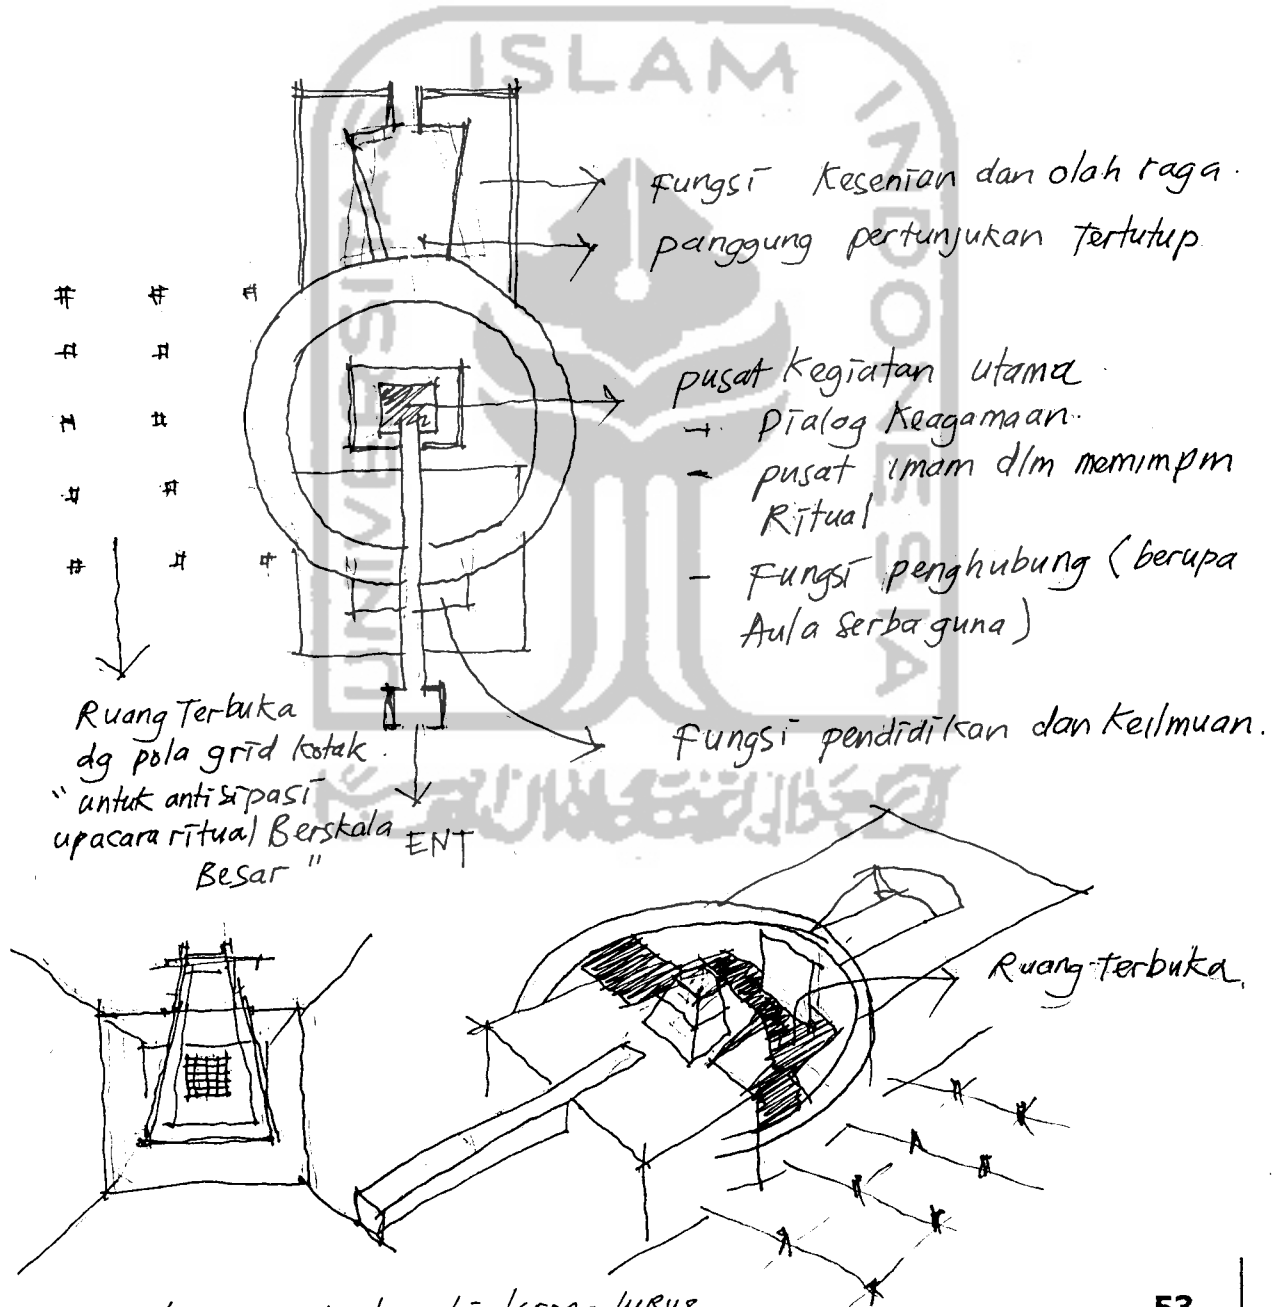 ISLAM
UNIVERSITAS
INDONESIA
Fungsi Kesenian dan olah raga.
panggung pertunjukan Tertutup
pusat Kegiatan utama
Dialog Keagamaan.
- pusat imam dlm memimpin
Ritual
- Fungsi penghubung (berupa
Aula serba guna)
Fungsi pendidikan dan Keilmuan.
Ruang Terbuka
dg pola grid kotak.
"untuk antisipasi
upacara ritual Berskala
Besar"
ENT
Ruang Terbuka.
53